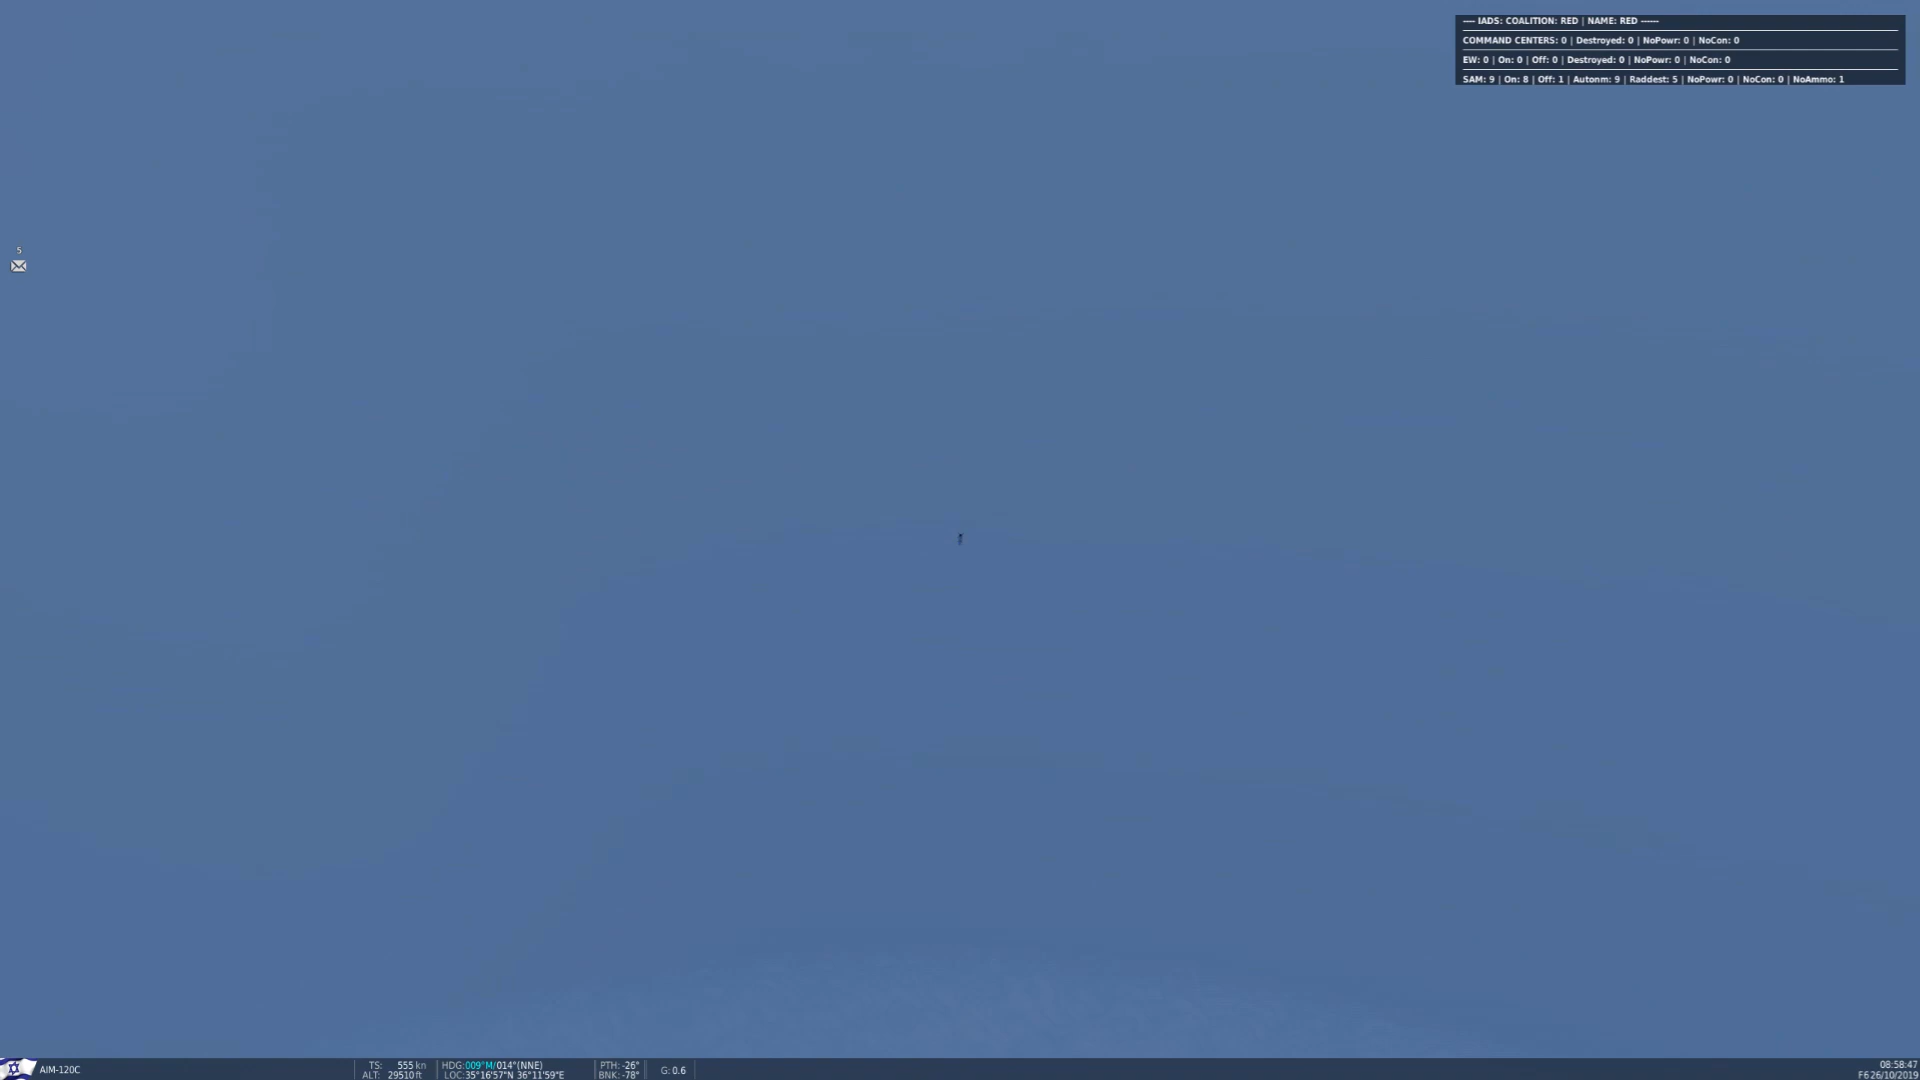 ---- IADS: COALITION: RED | NAME: RED ------
COMMAND CENTERS: 0 | Destroyed: 0 | NoPowr: 0 | NoCon: 0
EW: 0 | On: 0 | Off: 0 | Destroyed: 0 | NoPowr: 0 | NoCon: 0
SAM: 9 | On: 8 | Off: 1 | Autonm: 9 | Raddest: 5 | NoPowr: 0 | NoCon: 0 | NoAmmo: 1
5
AIM-120C
TS: 555 kn
ALT: 29510 ft
HDG:009°M/014°(NNE)
LOC:35°16'57"N 36°11'59"E
PTH: -26°
BNK: -78°
G: 0.6
08:58:47
F6 26/10/2019